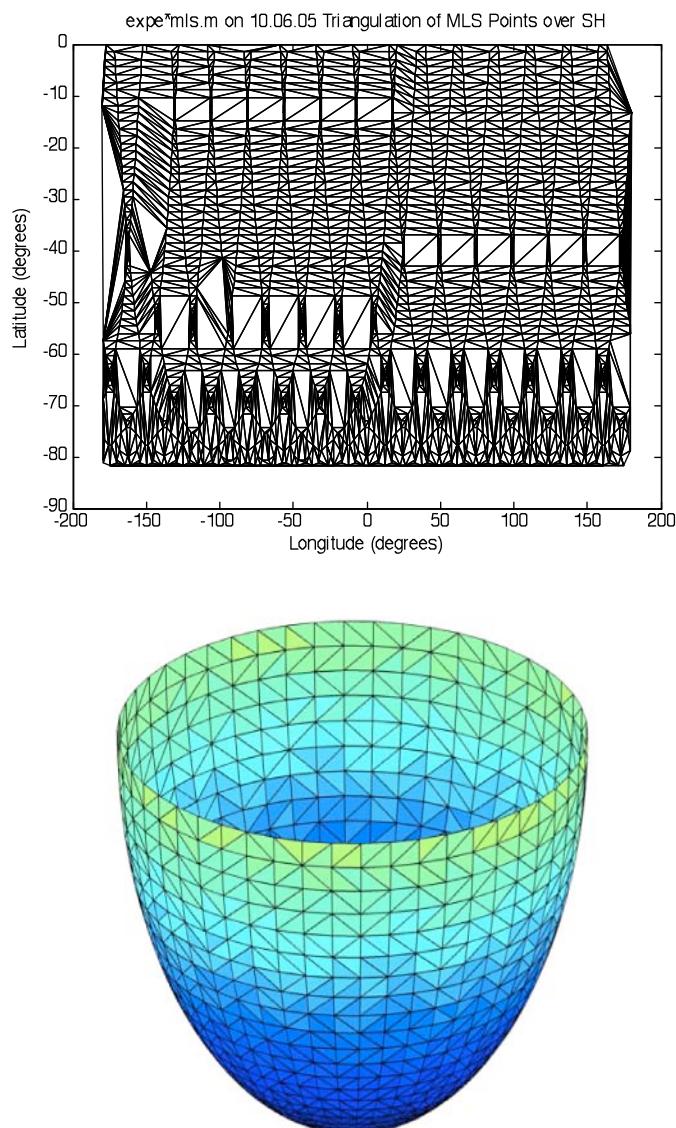 expe*mls.m on 10.06.05 Triangulation of MLS Points over SH
0
-10
-20
-30
-40
-50
-60
-70
-80
-90
Latitude (degrees)
-200 -150 -100 -50 0 50 100 150 200
Longitude (degrees)